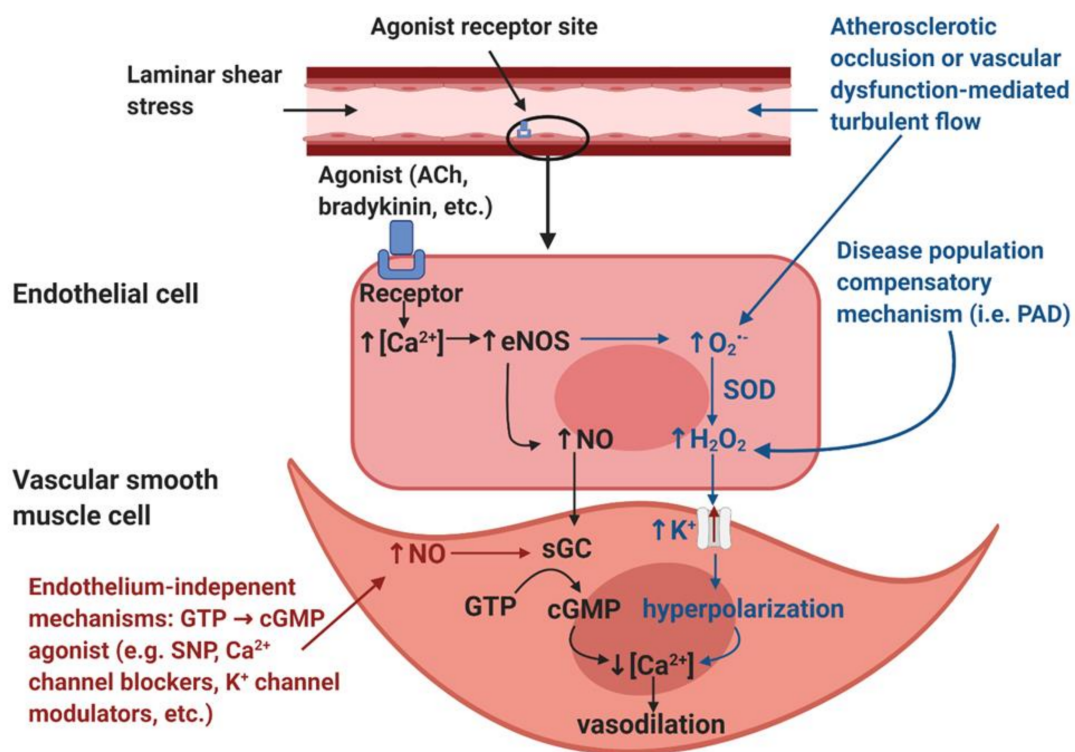 Agonist receptor site
Laminar shear
stress
Atherosclerotic
occlusion or vascular
dysfunction-mediated
turbulent flow
Agonist (ACh,
bradykinin, etc.)
Disease population
compensatory
mechanism (i.e. PAD)
Endothelial cell
Receptor
↑[Ca²⁺]
↑eNOS
↑O₂•⁻
SOD
↑NO
↑H₂O₂
Vascular smooth
muscle cell
↑K⁺
↑NO
sGC
GTP
cGMP
hyperpolarization
Endothelium-indepenent
mechanisms: GTP → cGMP
agonist (e.g. SNP, Ca²⁺
channel blockers, K⁺ channel
modulators, etc.)
↓[Ca²⁺]
vasodilation